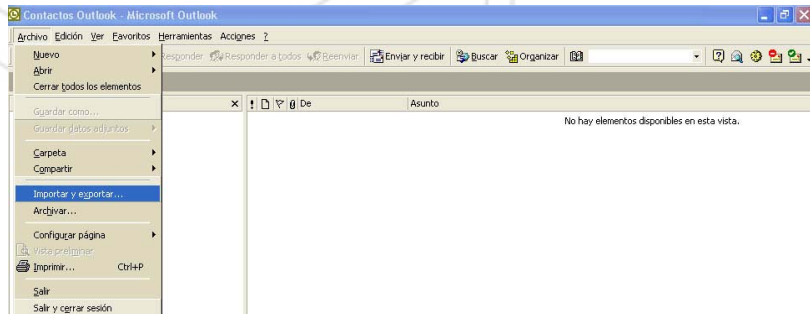 Contactos Outlook - Microsoft Outlook
Archivo Edición Ver Favoritos Herramientas Acciones ?
Nuevo
Responder Responder a todos Reenviar Enviar y recibir Buscar Organizar
Abrir
Cerrar todos los elementos
Guardar como...
De Asunto
Guardar datos adjuntos
No hay elementos disponibles en esta vista.
Carpeta
Compartir
Importar y exportar...
Archivar...
Configurar página
Vista preliminar
Imprimir... Ctrl+P
Salir
Salir y cerrar sesión